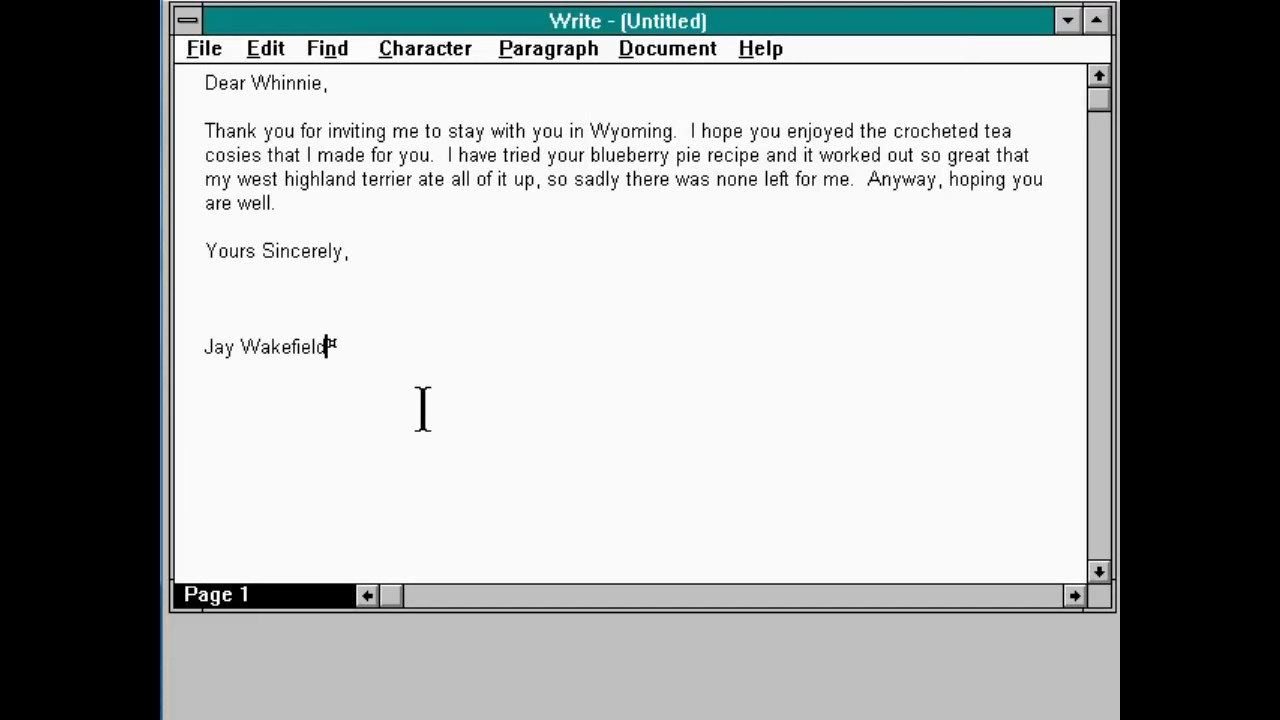 Write - (Untitled)
File Edit Find Character Paragraph Document Help
Dear Whinnie,
Thank you for inviting me to stay with you in Wyoming.  I hope you enjoyed the crocheted tea
cosies that I made for you.  I have tried your blueberry pie recipe and it worked out so great that
my west highland terrier ate all of it up, so sadly there was none left for me.  Anyway, hoping you
are well.
Yours Sincerely,
Jay Wakefield
Page 1